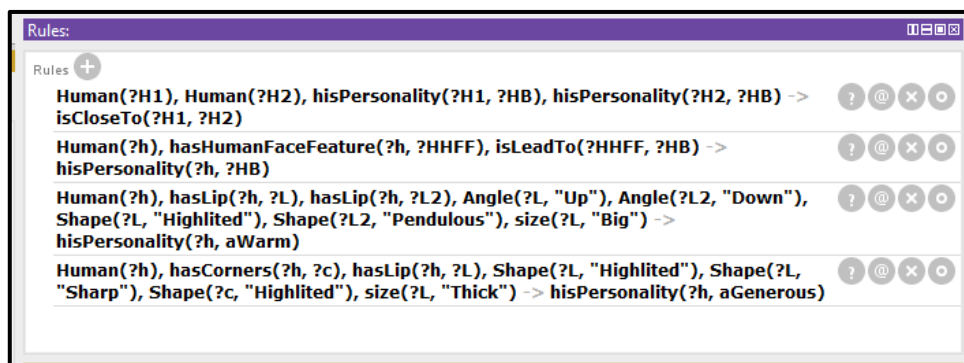 Rules:
Rules
Human(?H1), Human(?H2), hisPersonality(?H1, ?HB), hisPersonality(?H2, ?HB) ->
isCloseTo(?H1, ?H2)
Human(?h), hasHumanFaceFeature(?h, ?HHFF), isLeadTo(?HHFF, ?HB) ->
hisPersonality(?h, ?HB)
Human(?h), hasLip(?h, ?L), hasLip(?h, ?L2), Angle(?L, "Up"), Angle(?L2, "Down"),
Shape(?L, "Highlited"), Shape(?L2, "Pendulous"), size(?L, "Big") ->
hisPersonality(?h, aWarm)
Human(?h), hasCorners(?h, ?c), hasLip(?h, ?L), Shape(?L, "Highlited"), Shape(?L,
"Sharp"), Shape(?c, "Highlited"), size(?L, "Thick") -> hisPersonality(?h, aGenerous)